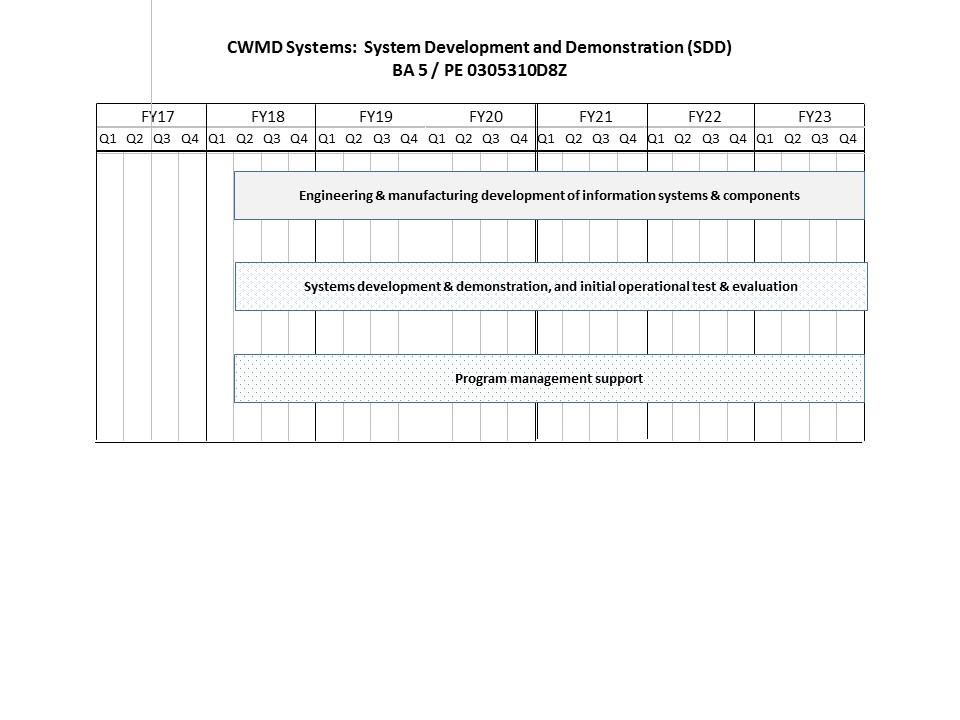 CWMD Systems:  System Development and Demonstration (SDD)
BA 5 / PE 0305310D8Z
FY17 FY18 FY19 FY20 FY21 FY22 FY23
Q1 Q2 Q3 Q4 Q1 Q2 Q3 Q4 Q1 Q2 Q3 Q4 Q1 Q2 Q3 Q4 Q1 Q2 Q3 Q4 Q1 Q2 Q3 Q4 Q1 Q2 Q3 Q4
Engineering & manufacturing development of information systems & components
Systems development & demonstration, and initial operational test & evaluation
Program management support